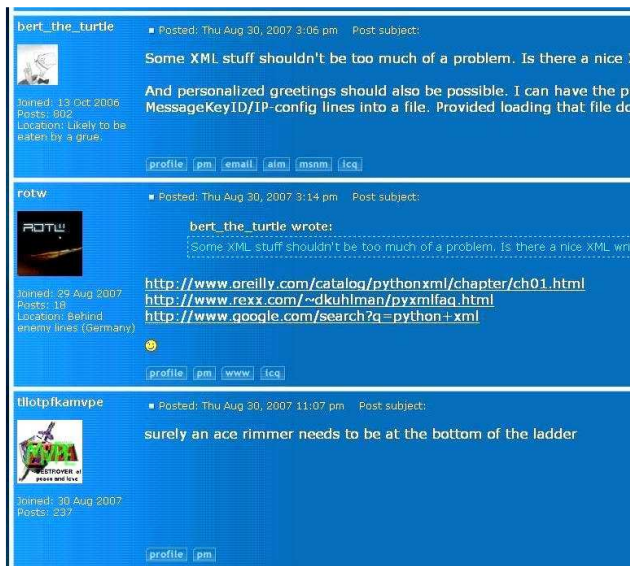 bert_the_turtle
Posted: Thu Aug 30, 2007 3:06 pm Post subject:
Some XML stuff shouldn't be too much of a problem. Is there a nice
And personalized greetings should also be possible. I can have the p
MessageKeyID/IP-config lines into a file. Provided loading that file do
Joined: 13 Oct 2006
Posts: 802
Location: Likely to be
eaten by a grue.
profile pm email aim msnm icq
rotw
Posted: Thu Aug 30, 2007 3:14 pm Post subject:
ROTW
bert_the_turtle wrote:
Some XML stuff shouldn't be too much of a problem. Is there a nice XML wri
http://www.oreilly.com/catalog/pythonxml/chapter/ch01.html
http://www.rexx.com/~dkuhlman/pyxmlfaq.html
http://www.google.com/search?q=python+xml
Joined: 29 Aug 2007
Posts: 18
Location: Behind
enemy lines (Germany)
profile pm www icq
tllotpfkamvpe
Posted: Thu Aug 30, 2007 11:07 pm Post subject:
surely an ace rimmer needs to be at the bottom of the ladder
MVPE
DESTROYER of
peace and love
Joined: 30 Aug 2007
Posts: 237
profile pm